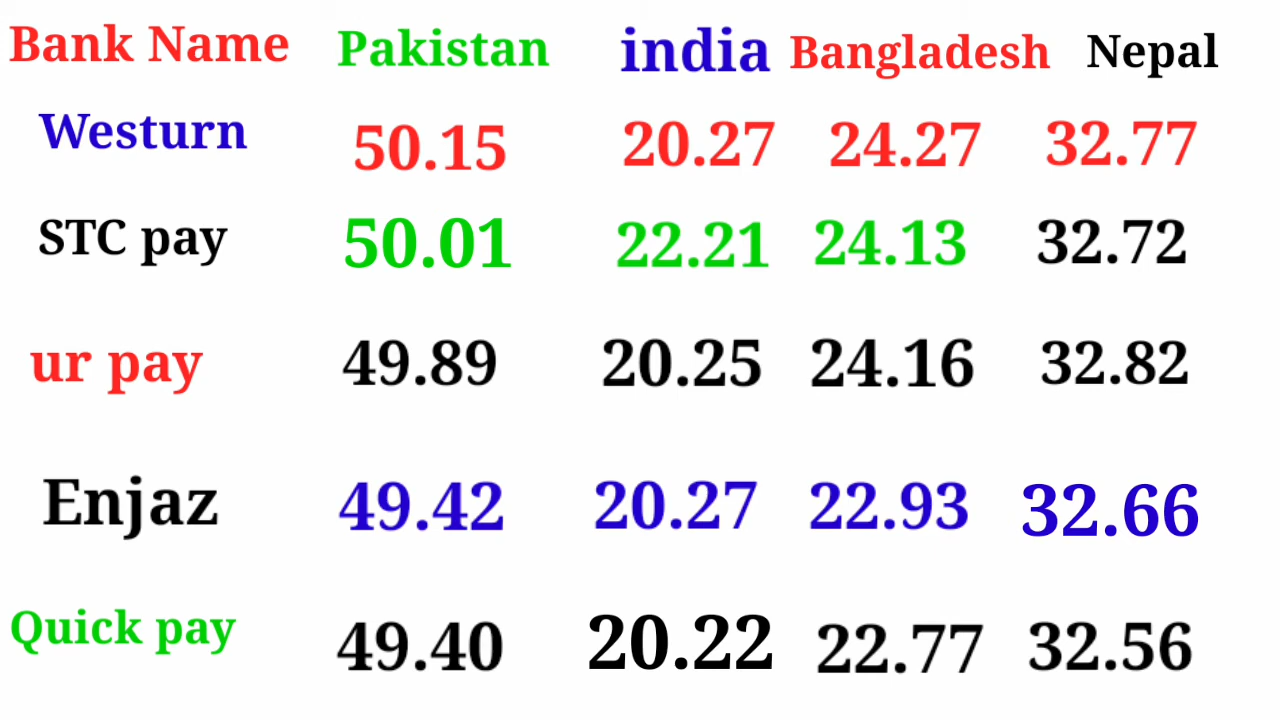 Bank Name Pakistan india Bangladesh Nepal
Westurn 50.15 20.27 24.27 32.77
STC pay 50.01 22.21 24.13 32.72
ur pay 49.89 20.25 24.16 32.82
Enjaz 49.42 20.27 22.93 32.66
Quick pay 49.40 20.22 22.77 32.56